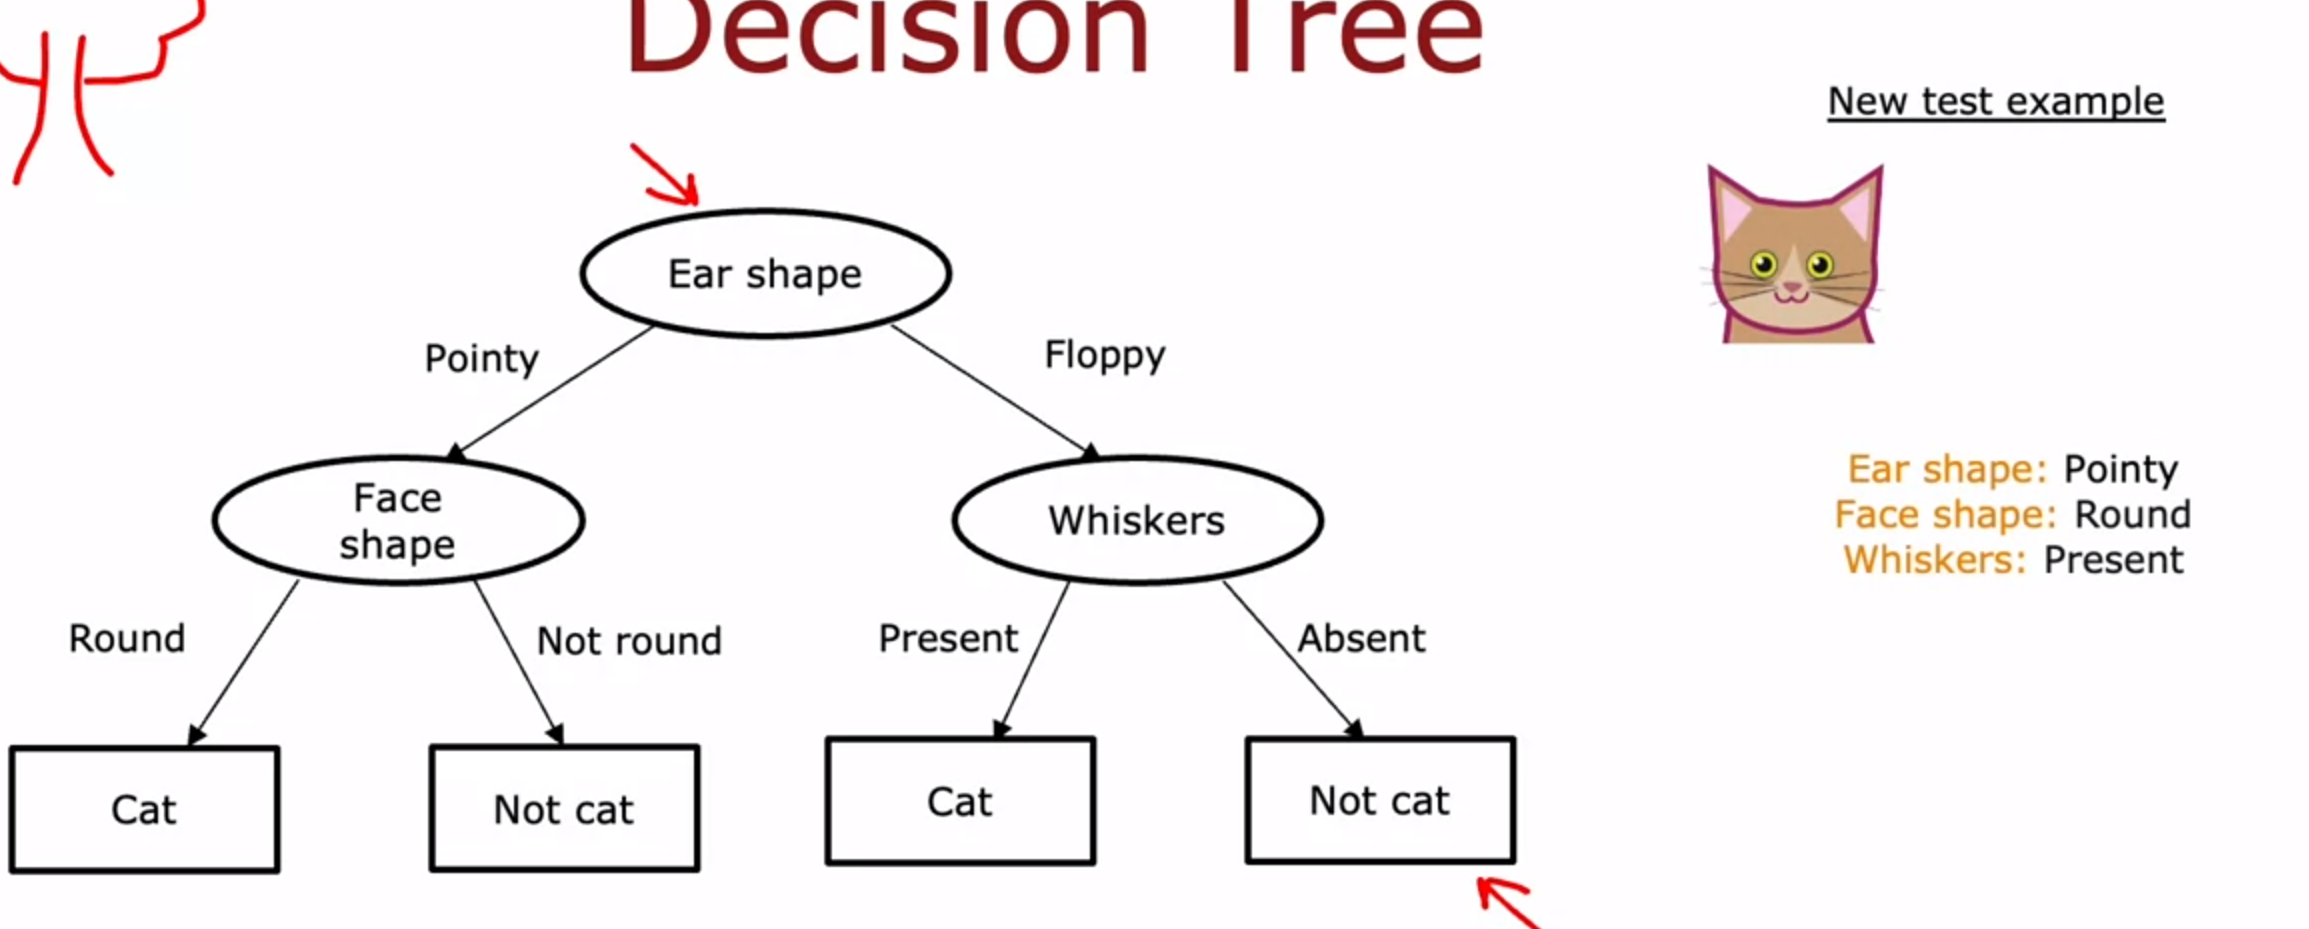 Decision Tree
New test example
Ear shape
Pointy
Floppy
Face
shape
Whiskers
Ear shape: Pointy
Face shape: Round
Whiskers: Present
Round
Not round
Present
Absent
Cat
Not cat
Cat
Not cat